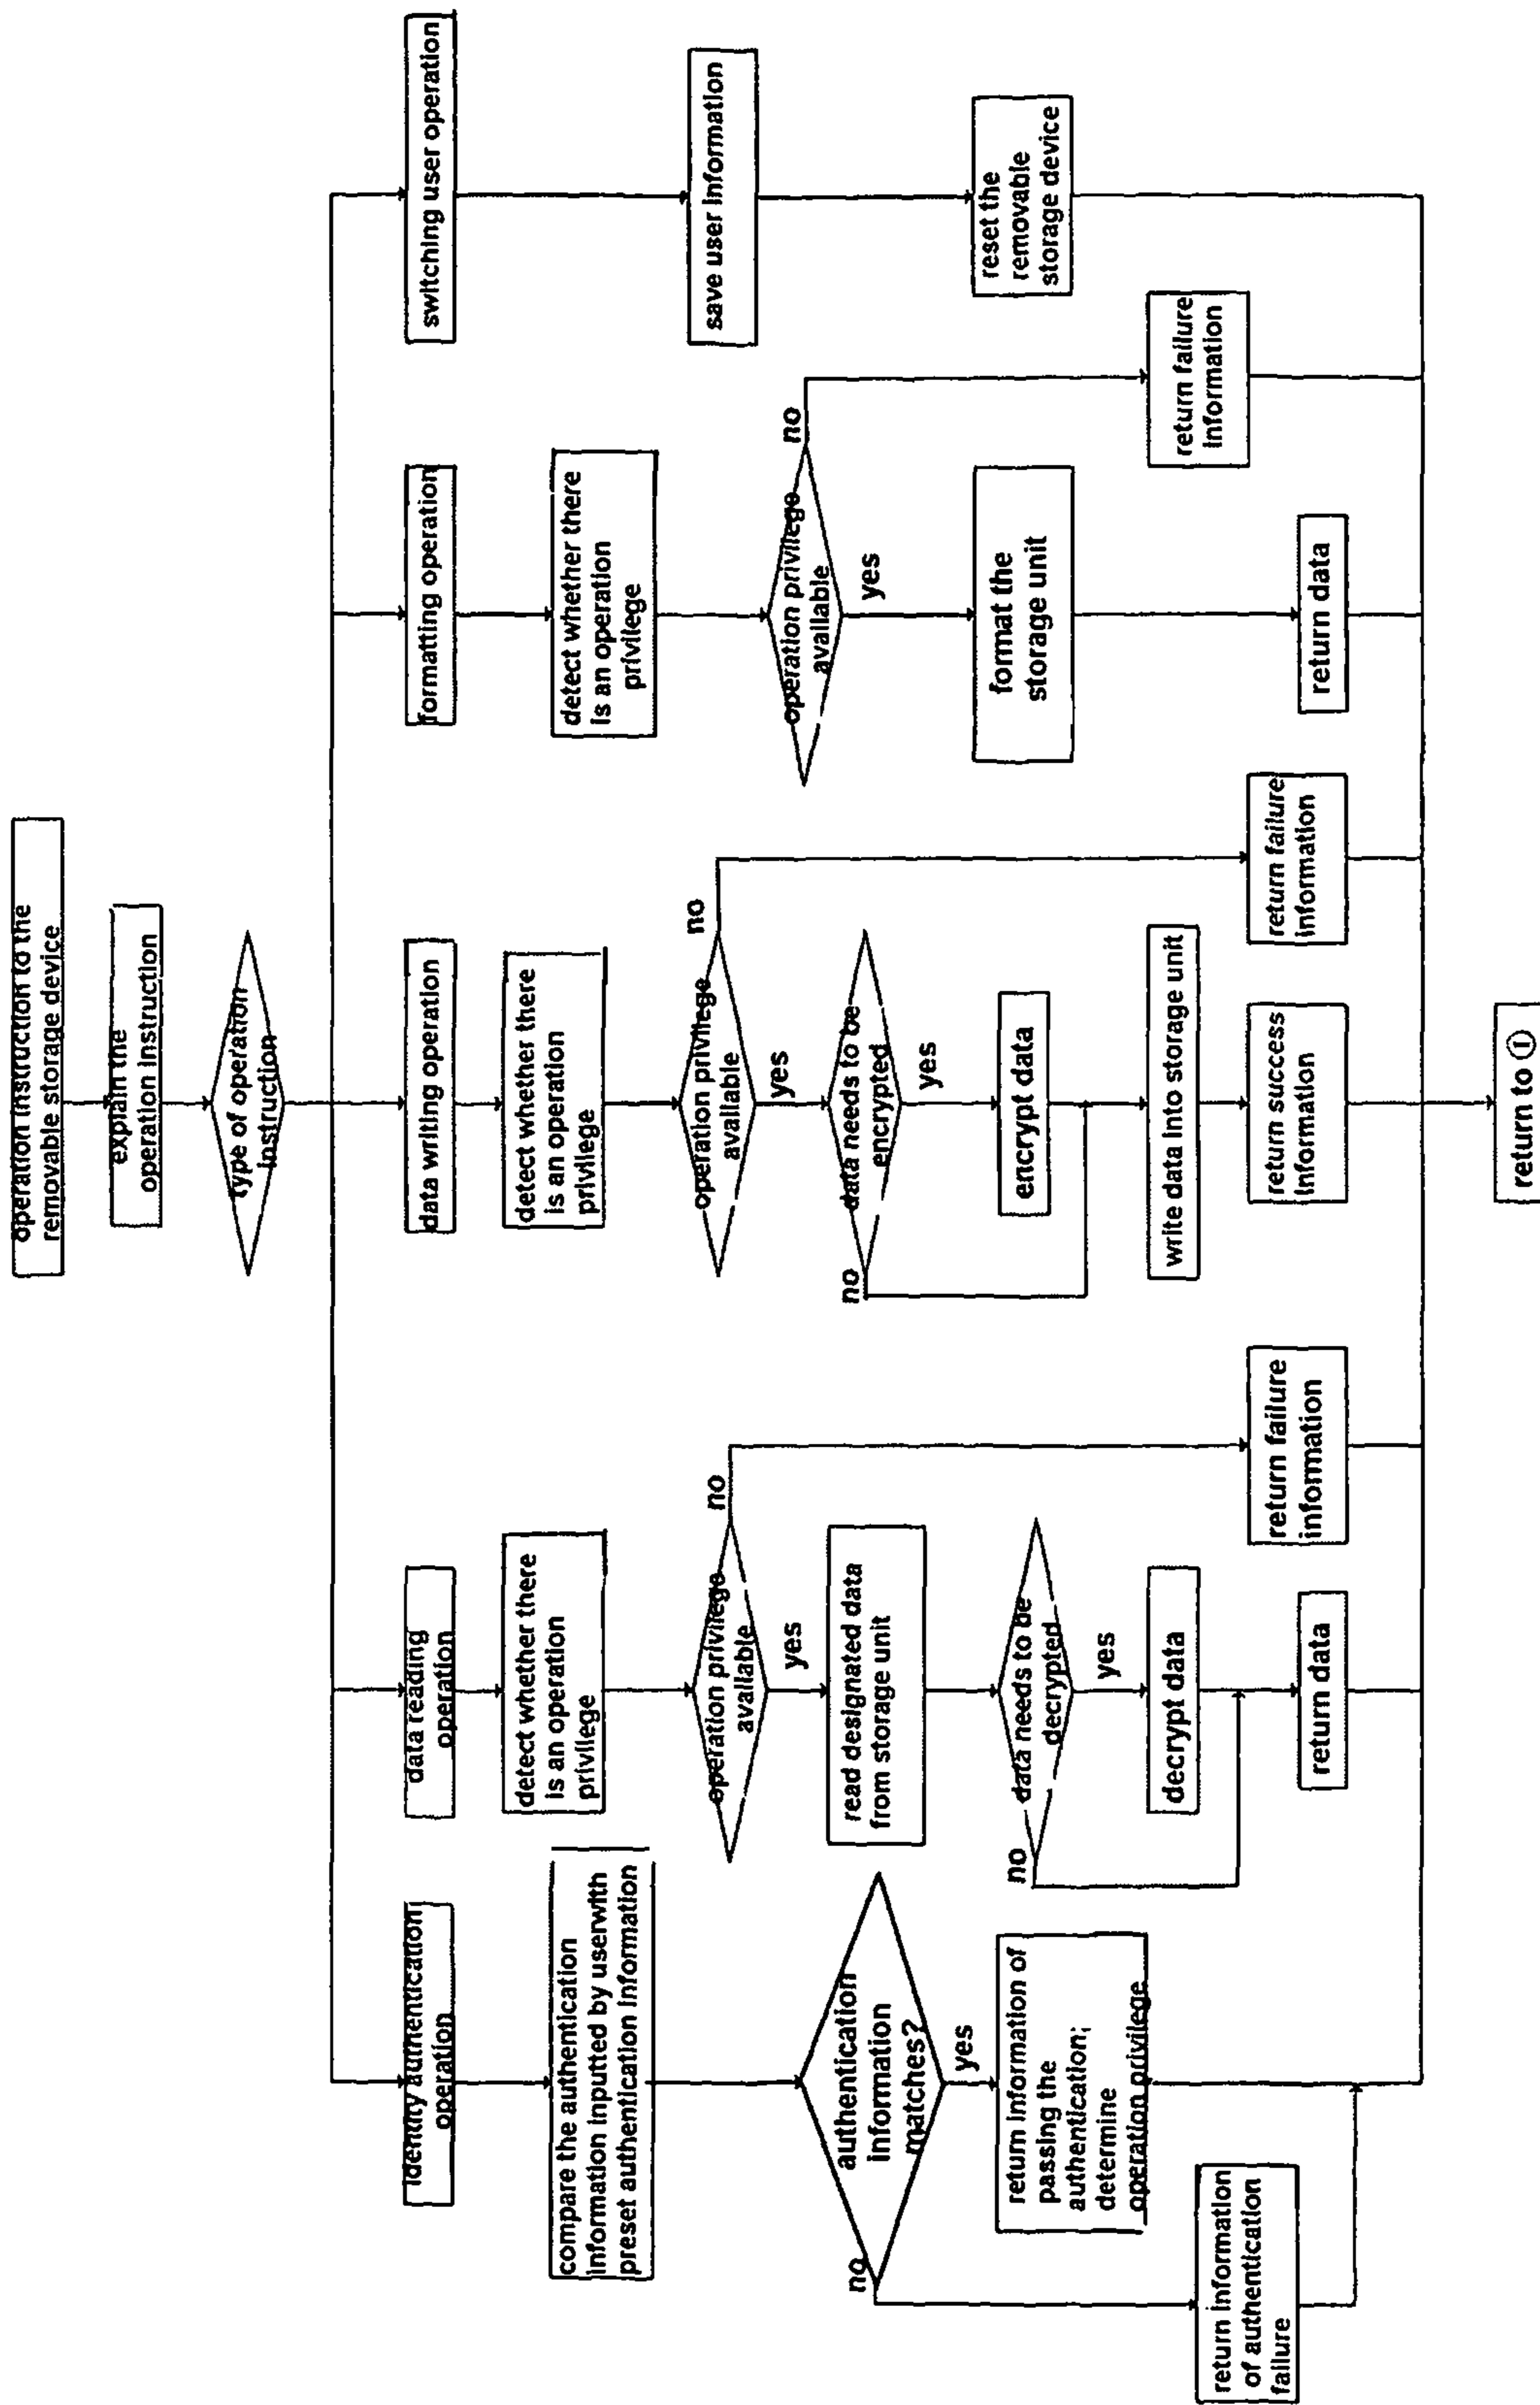 operation instruction to the
removable storage device
explain the
operation instruction
type of operation
instruction
identity authentication
operation
compare the authentication
information inputted by userwith
preset authentication information
authentication
information
matches?
no
yes
return information of
passing the
authentication;
determine
operation privilege
return information
of authentication
failure
data reading
operation
detect whether there
is an operation
privilege
operation privilege
available
no
yes
read designated data
from storage unit
data needs to be
decrypted
no
yes
decrypt data
return data
return failure
information
data writing operation
detect whether there
is an operation
privilege
operation privilege
available
no
yes
data needs to be
encrypted
no
yes
encrypt data
write data into storage unit
return success
information
return failure
information
formatting operation
detect whether there
is an operation
privilege
operation privilege
available
no
yes
format the
storage unit
return data
return failure
information
switching user operation
save user information
reset the
removable
storage device
return to ①